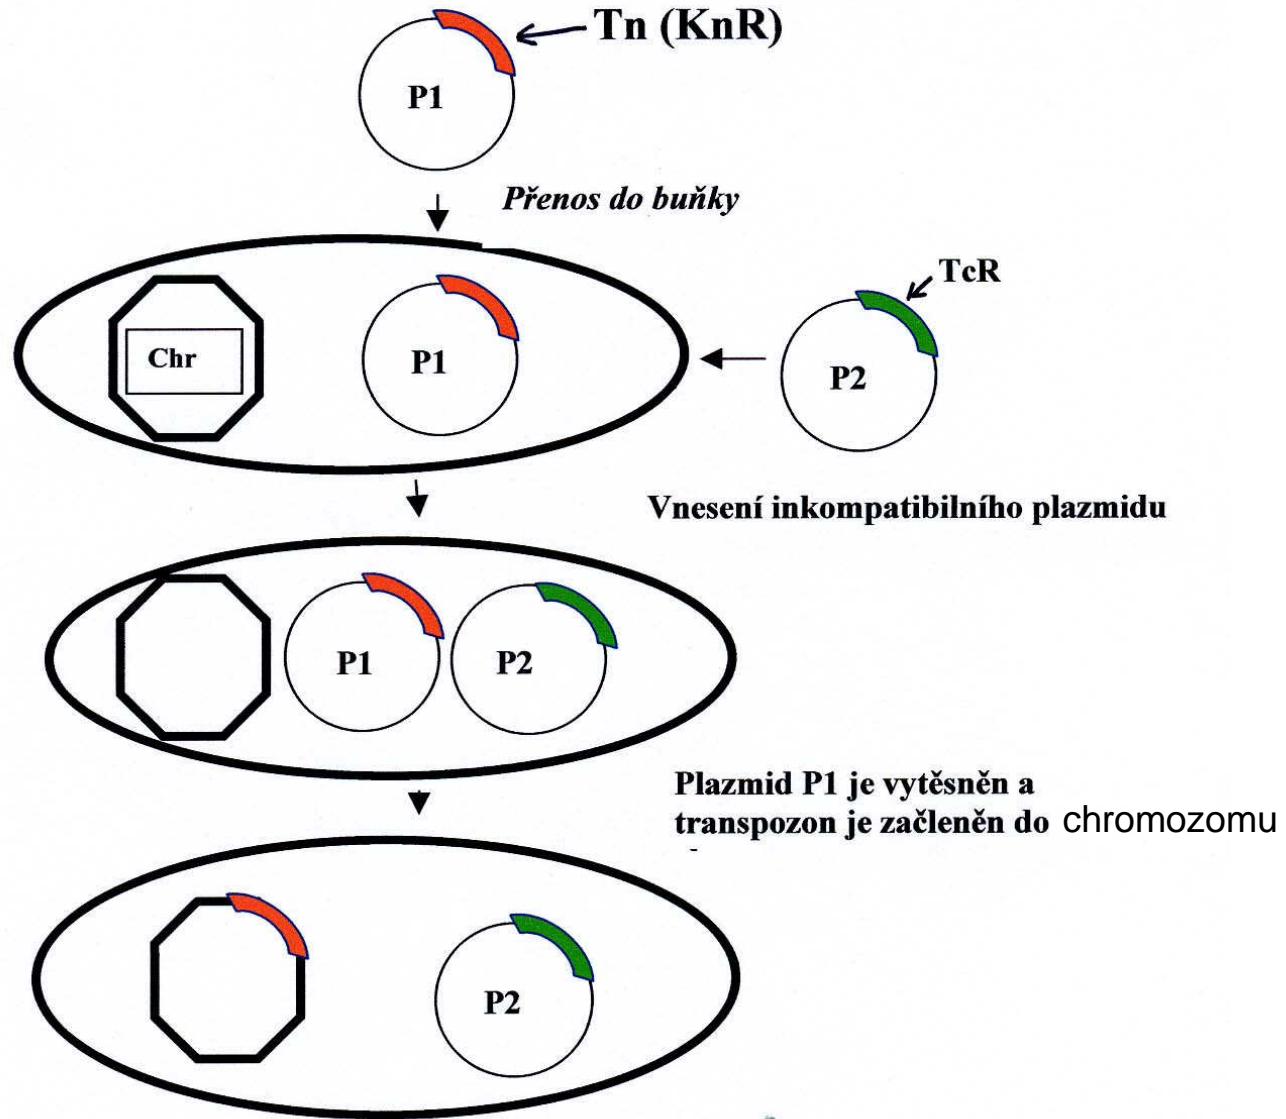 Tn (KnR)
P1
Přenos do buňky
TcR
Chr
P1
P2
Vnesení inkompatibilního plazmidu
P1
P2
Plazmid P1 je vytěsněn a
transpozon je začleněn do chromozomu
P2